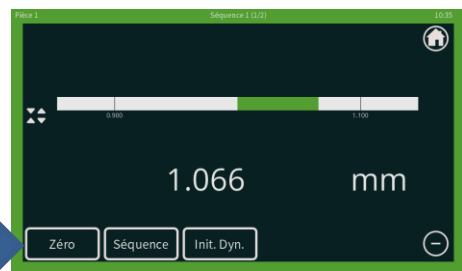 Pièce 1 Séquence 1 (1/2) 10:35
0.900 1.100
1.066 mm
Zéro Séquence Init. Dyn.